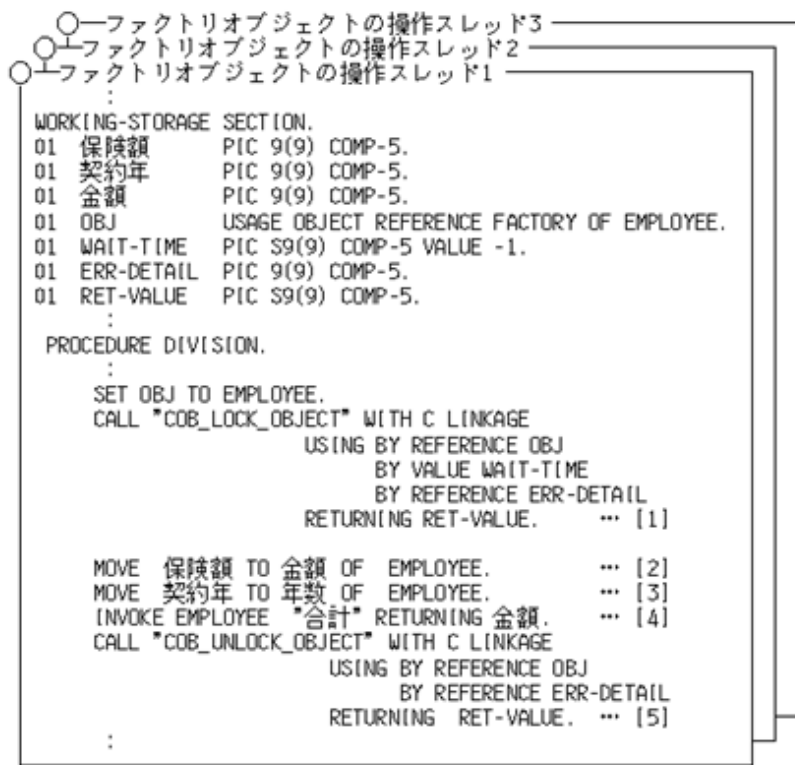 ファクトリオブジェクトの操作スレッド3
ファクトリオブジェクトの操作スレッド2
ファクトリオブジェクトの操作スレッド1
:
WORKING-STORAGE SECTION.
01 保険額 PIC 9(9) COMP-5.
01 契約年 PIC 9(9) COMP-5.
01 金額 PIC 9(9) COMP-5.
01 OBJ USAGE OBJECT REFERENCE FACTORY OF EMPLOYEE.
01 WAIT-TIME PIC S9(9) COMP-5 VALUE -1.
01 ERR-DETAIL PIC 9(9) COMP-5.
01 RET-VALUE PIC S9(9) COMP-5.
:
PROCEDURE DIVISION.
:
SET OBJ TO EMPLOYEE.
CALL "COB_LOCK_OBJECT" WITH C LINKAGE
USING BY REFERENCE OBJ
BY VALUE WAIT-TIME
BY REFERENCE ERR-DETAIL
RETURNING RET-VALUE. … [1]
MOVE 保険額 TO 金額 OF EMPLOYEE. … [2]
MOVE 契約年 TO 年数 OF EMPLOYEE. … [3]
INVOKE EMPLOYEE "合計" RETURNING 金額. … [4]
CALL "COB_UNLOCK_OBJECT" WITH C LINKAGE
USING BY REFERENCE OBJ
BY REFERENCE ERR-DETAIL
RETURNING RET-VALUE. … [5]
: